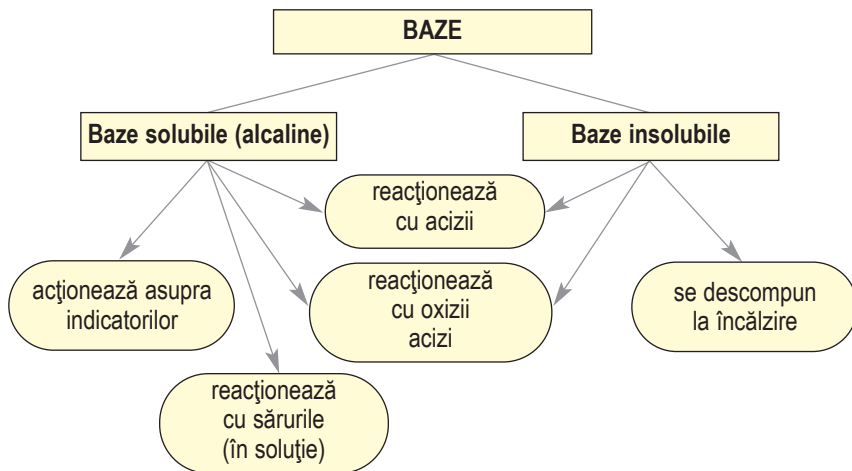 BAZE
Baze solubile (alcaline)
Baze insolubile
reacţionează
cu acizii
acţionează asupra
indicatorilor
reacţionează
cu oxizii
acizi
se descompun
la încălzire
reacţionează
cu sărurile
(în soluţie)